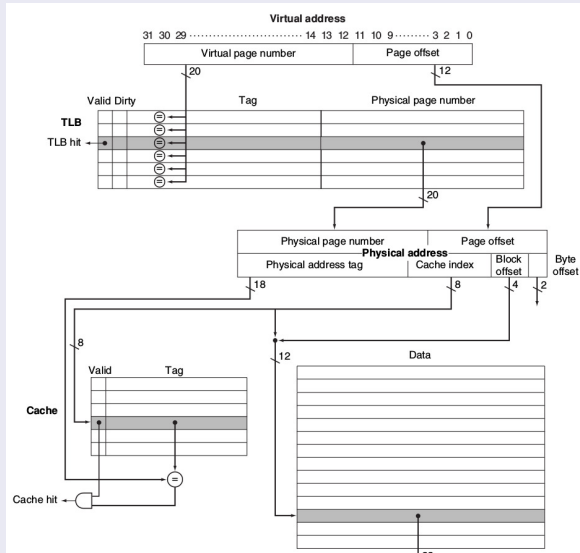 Virtual address
31 30 29 ··················· 14 13 12 11 10 9 ········· 3 2 1 0
Virtual page number Page offset
20 12
Valid Dirty Tag Physical page number
TLB
= 
=
TLB hit =
=
=
=
20
Physical page number Page offset
Physical address
Physical address tag Cache index Block offset Byte offset
18 8 4 2
8 12 Data
Valid Tag
Cache
=
Cache hit